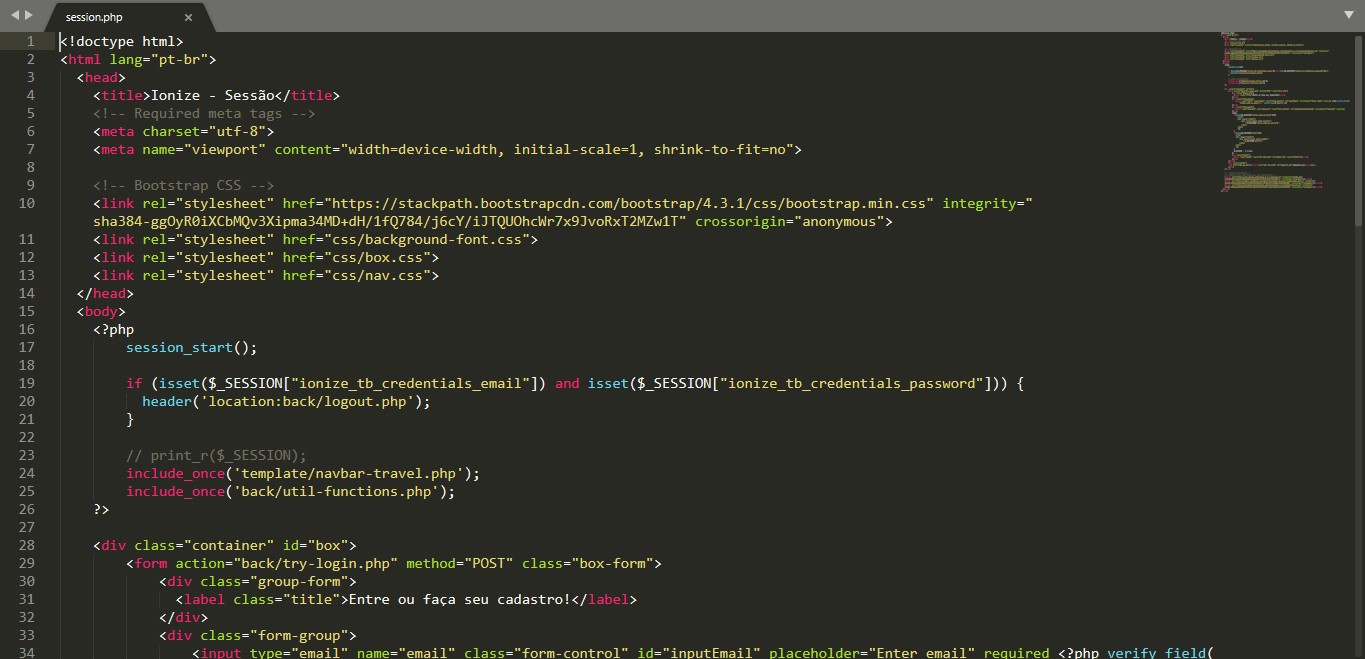 session.php ×
1 <!doctype html>
2 <html lang="pt-br">
3 <head>
4 <title>Ionize - Sessão</title>
5 <!-- Required meta tags -->
6 <meta charset="utf-8">
7 <meta name="viewport" content="width=device-width, initial-scale=1, shrink-to-fit=no">
8
9 <!-- Bootstrap CSS -->
10 <link rel="stylesheet" href="https://stackpath.bootstrapcdn.com/bootstrap/4.3.1/css/bootstrap.min.css" integrity="
sha384-ggOyR0iXCbMQv3Xipma34MD+dH/1fQ784/j6cY/iJTQUOhcWr7x9JvoRxT2MZw1T" crossorigin="anonymous">
11 <link rel="stylesheet" href="css/background-font.css">
12 <link rel="stylesheet" href="css/box.css">
13 <link rel="stylesheet" href="css/nav.css">
14 </head>
15 <body>
16 <?php
17 session_start();
18
19 if (isset($_SESSION["ionize_tb_credentials_email"]) and isset($_SESSION["ionize_tb_credentials_password"])) {
20 header('location:back/logout.php');
21 }
22
23 // print_r($_SESSION);
24 include_once('template/navbar-travel.php');
25 include_once('back/util-functions.php');
26 ?>
27
28 <div class="container" id="box">
29 <form action="back/try-login.php" method="POST" class="box-form">
30 <div class="group-form">
31 <label class="title">Entre ou faça seu cadastro!</label>
32 </div>
33 <div class="form-group">
34 <input type="email" name="email" class="form-control" id="inputEmail" placeholder="Enter email" required <?php verify_field(